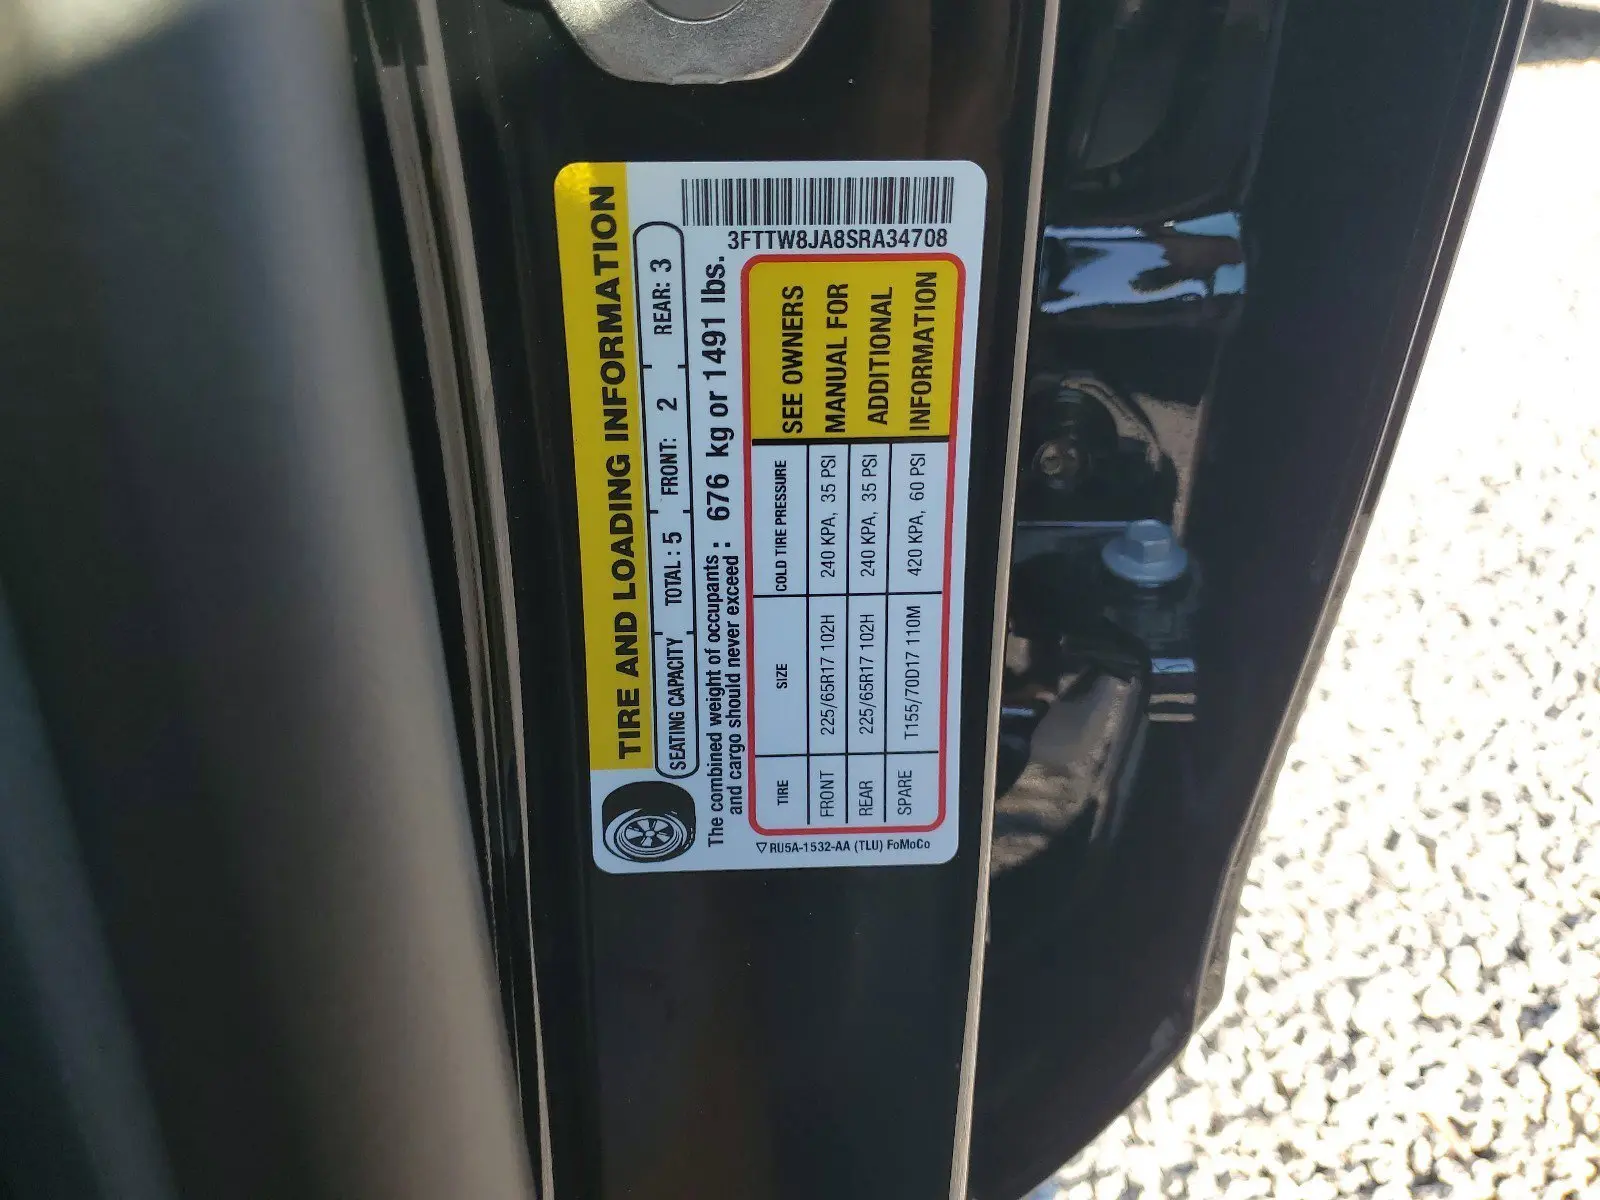 TIRE AND LOADING INFORMATION
SEATING CAPACITY TOTAL : 5 FRONT: 2 REAR: 3
The combined weight of occupants : 676 kg or 1491 lbs.
and cargo should never exceed :
3FTTW8JA8SRA34708
TIRE SIZE COLD TIRE PRESSURE
FRONT 225/65R17 102H 240 KPA, 35 PSI
REAR 225/65R17 102H 240 KPA, 35 PSI
SPARE T155/70D17 110M 420 KPA, 60 PSI
SEE OWNERS
MANUAL FOR
ADDITIONAL
INFORMATION
RU5A-1532-AA (TLU) FoMoCo